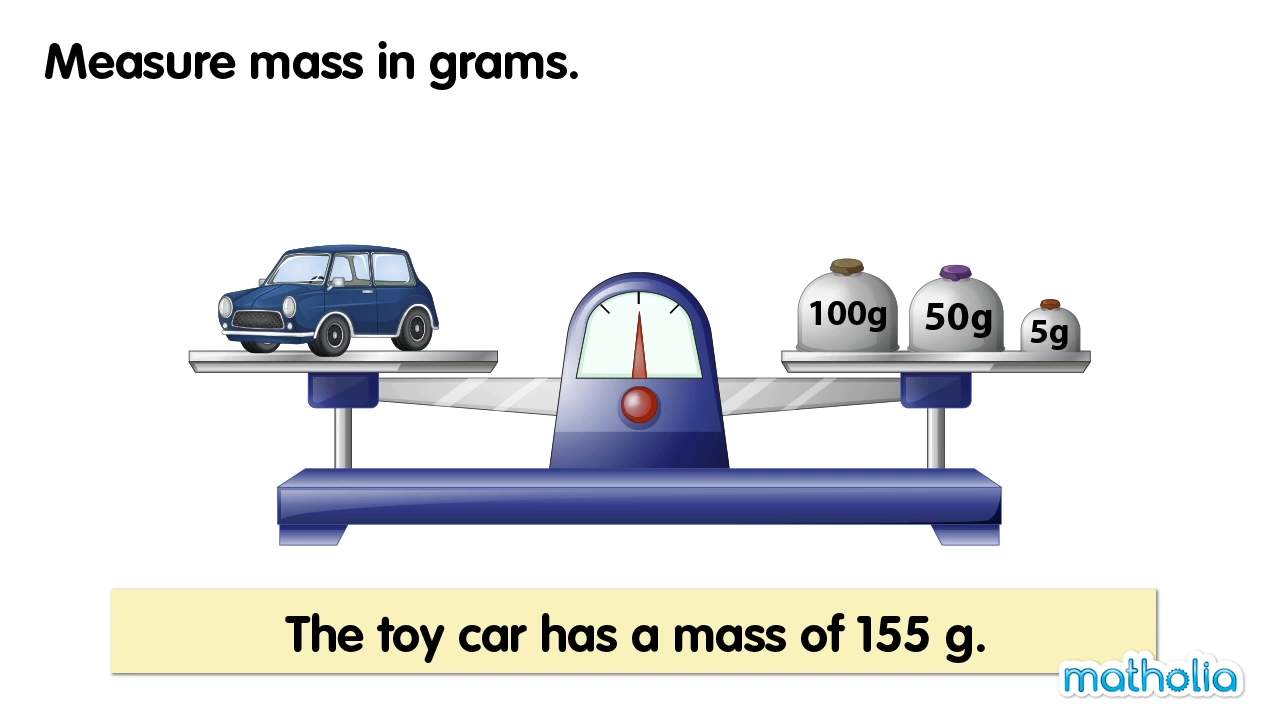 Measure mass in grams.
100g 50g 5g
The toy car has a mass of 155 g.
matholia